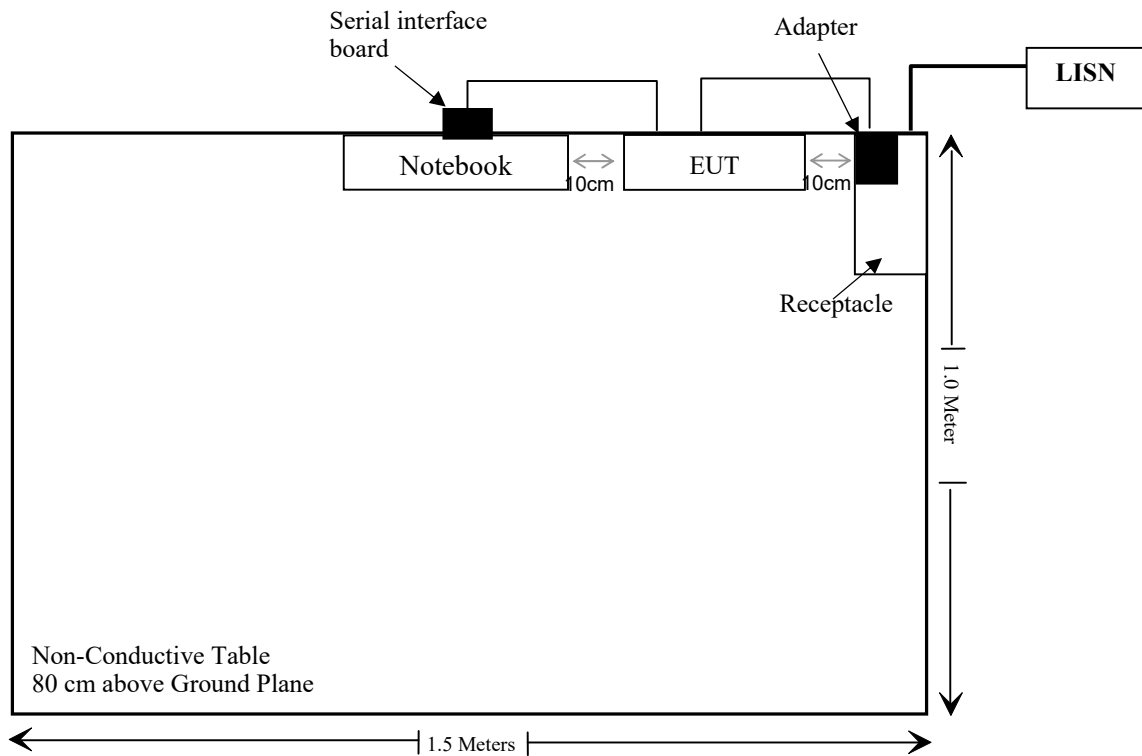 Serial interface
board
Adapter
LISN
Notebook
10cm
EUT
10cm
Receptacle
1.0 Meter
Non-Conductive Table
80 cm above Ground Plane
1.5 Meters